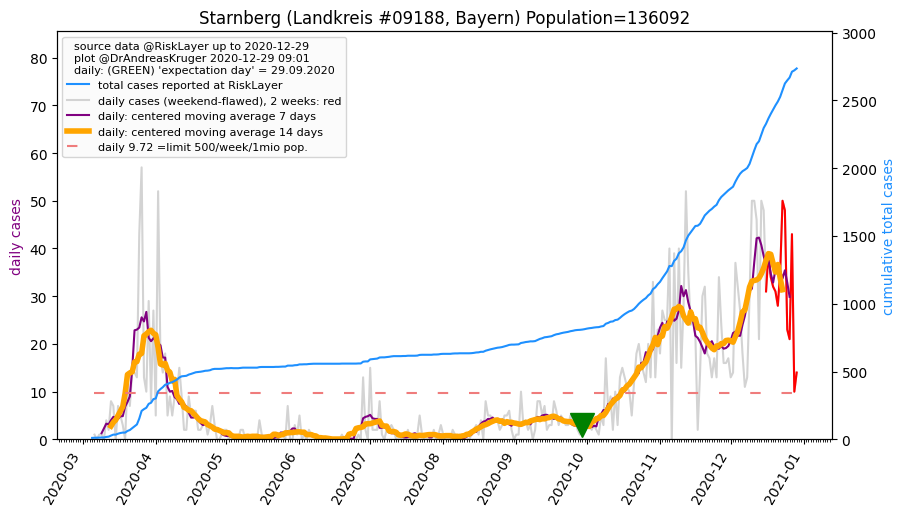 Starnberg (Landkreis #09188, Bayern) Population=136092
source data @RiskLayer up to 2020-12-29
plot @DrAndreasKruger 2020-12-29 09:01
daily: (GREEN) 'expectation day' = 29.09.2020
total cases reported at RiskLayer
daily cases (weekend-flawed), 2 weeks: red
daily: centered moving average 7 days
daily: centered moving average 14 days
daily 9.72 =limit 500/week/1mio pop.
daily cases
80
70
60
50
40
30
20
10
0
cumulative total cases
3000
2500
2000
1500
1000
500
0
2020-03
2020-04
2020-05
2020-06
2020-07
2020-08
2020-09
2020-10
2020-11
2020-12
2021-01